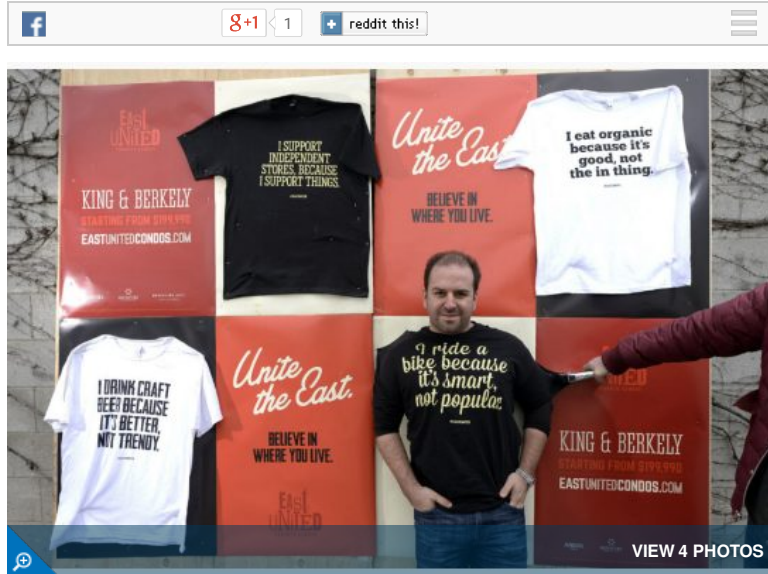 g+1
1
reddit this!
EAST
UNITED
KING & BERKELY
STARTING FROM $199,990
EASTUNITEDCONDOS.COM
I SUPPORT
INDEPENDENT
STORES, BECAUSE
I SUPPORT THINGS.
Unite
the East
BELIEVE IN
WHERE YOU LIVE.
I eat organic
because it's
good, not
the in thing.
I DRINK CRAFT
BEER BECAUSE
IT'S BETTER,
NOT TRENDY.
Unite
the East.
BELIEVE IN
WHERE YOU LIVE.
EAST
UNITED
I ride a
bike because
it's smart,
not popular.
KING & BERKELY
STARTING FROM $199,990
EASTUNITEDCONDOS.COM
VIEW 4 PHOTOS